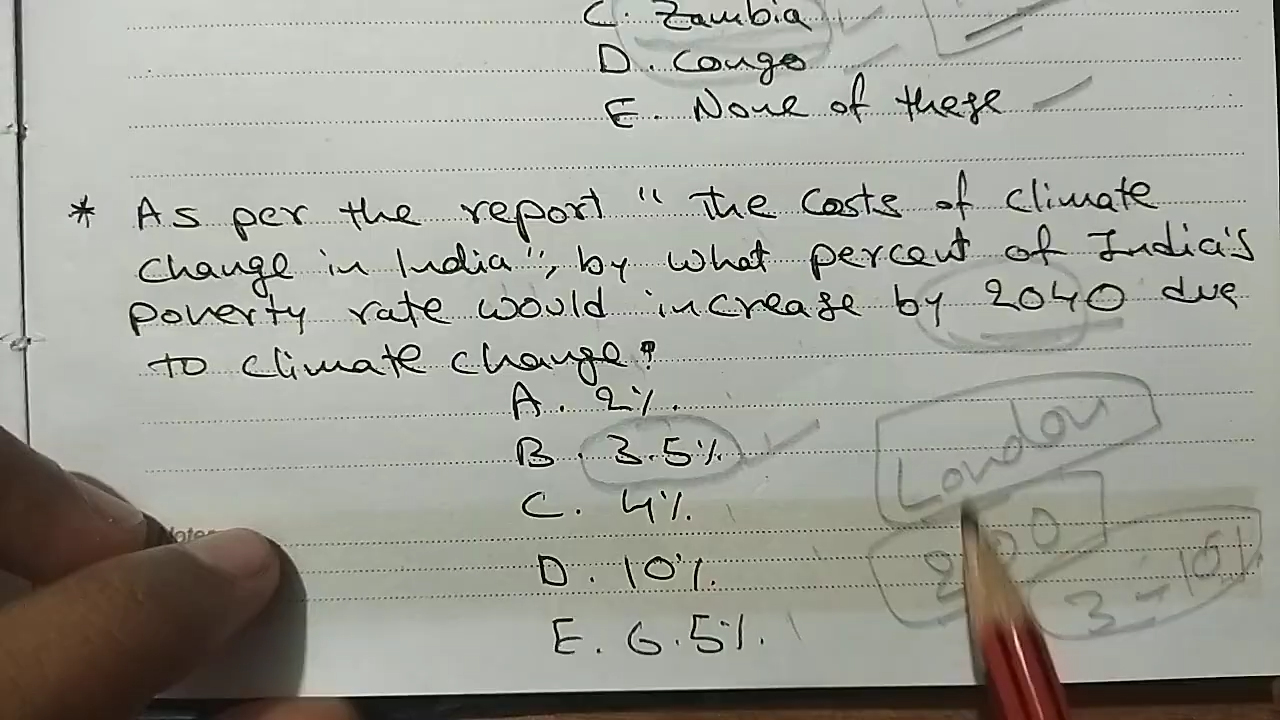 C. Zambia
D. Congo
E. None of these
* As per the report "the Costs of climate
change in India", by what percent of India's
poverty rate would increase by 2040 due
to climate change?
A. 2%.
B. 3.5%.
C. 4%.
D. 10%.
E. 6.5%.
London
3 - 10%